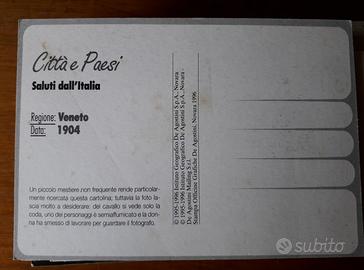 Città e Paesi
Saluti dall'Italia
Regione: Veneto
Data: 1904
Un piccolo mestiere non frequente rende particolar-
mente ricercata questa cartolina; tuttavia la foto la-
scia molto a desiderare: del cavallo si vede solo la
coda, uno dei personaggi è semiaffumicato e la don-
na ha smesso di lavorare per guardare il fotografo.
© 1995-1996 Istituto Geografico De Agostini S.p.A., Novara
© 1995-1996 Istituto Geografico De Agostini S.p.A., Novara -
De Agostini Mailing S.r.l.
Stampa Officine Grafiche De Agostini, Novara 1996
subito